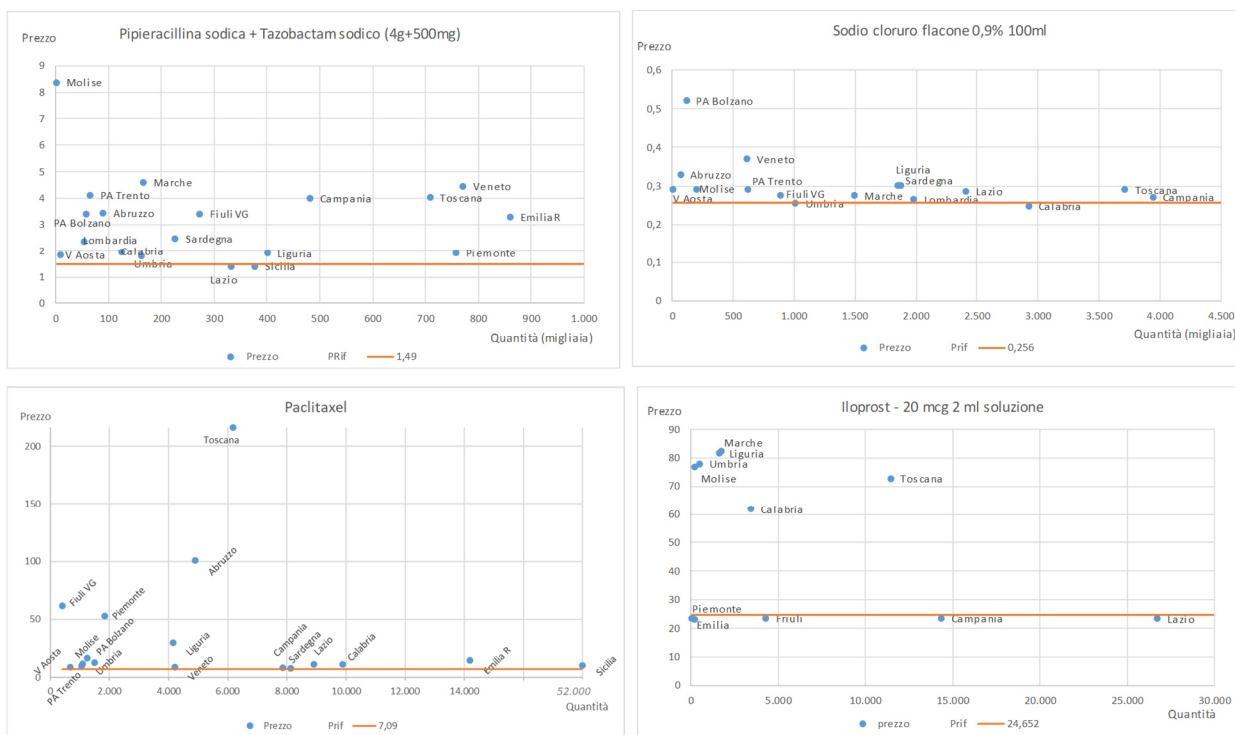 Pipieracillina sodica + Tazobactam sodico (4g+500mg)
Prezzo
9
8
7
6
5
4
3
2
1
0
Molise
Marche
PA Trento
Veneto
Toscana
Campania
PA Bolzano
Abruzzo
Fiuli VG
Emilia R
Lombardia
Sardegna
V Aosta
Calabria
Umbria
Liguria
Piemonte
Lazio
Sicilia
0 100 200 300 400 500 600 700 800 900 1.000
Quantità (migliaia)
Prezzo PRif 1,49
Sodio cloruro flacone 0,9% 100ml
Prezzo
0,6
0,5
0,4
0,3
0,2
0,1
0
PA Bolzano
Veneto
Abruzzo
Liguria
Sardegna
PA Trento
Molise
V Aosta
Fiuli VG
Umbria
Marche
Lombardia
Lazio
Calabria
Toscana
Campania
0 500 1.000 1.500 2.000 2.500 3.000 3.500 4.000 4.500
Quantità (migliaia)
Prezzo Prif 0,256
Paclitaxel
Prezzo
200
150
100
50
0
Toscana
Abruzzo
Fiuli VG
Piemonte
V Aosta
Molise
PA Bolzano
PA Trento
Umbria
Liguria
Veneto
Campania
Sardegna
Lazio
Calabria
Emilia R
Sicilia
0 2.000 4.000 6.000 8.000 10.000 12.000 14.000 52.000
Quantità
Prezzo Prif 7,09
Iloprost - 20 mcg 2 ml soluzione
Prezzo
90
80
70
60
50
40
30
20
10
0
Marche
Liguria
Umbria
Molise
Toscana
Calabria
Piemonte
Emilia
Friuli
Campania
Lazio
0 5.000 10.000 15.000 20.000 25.000 30.000
Quantità
prezzo Prif 24,652